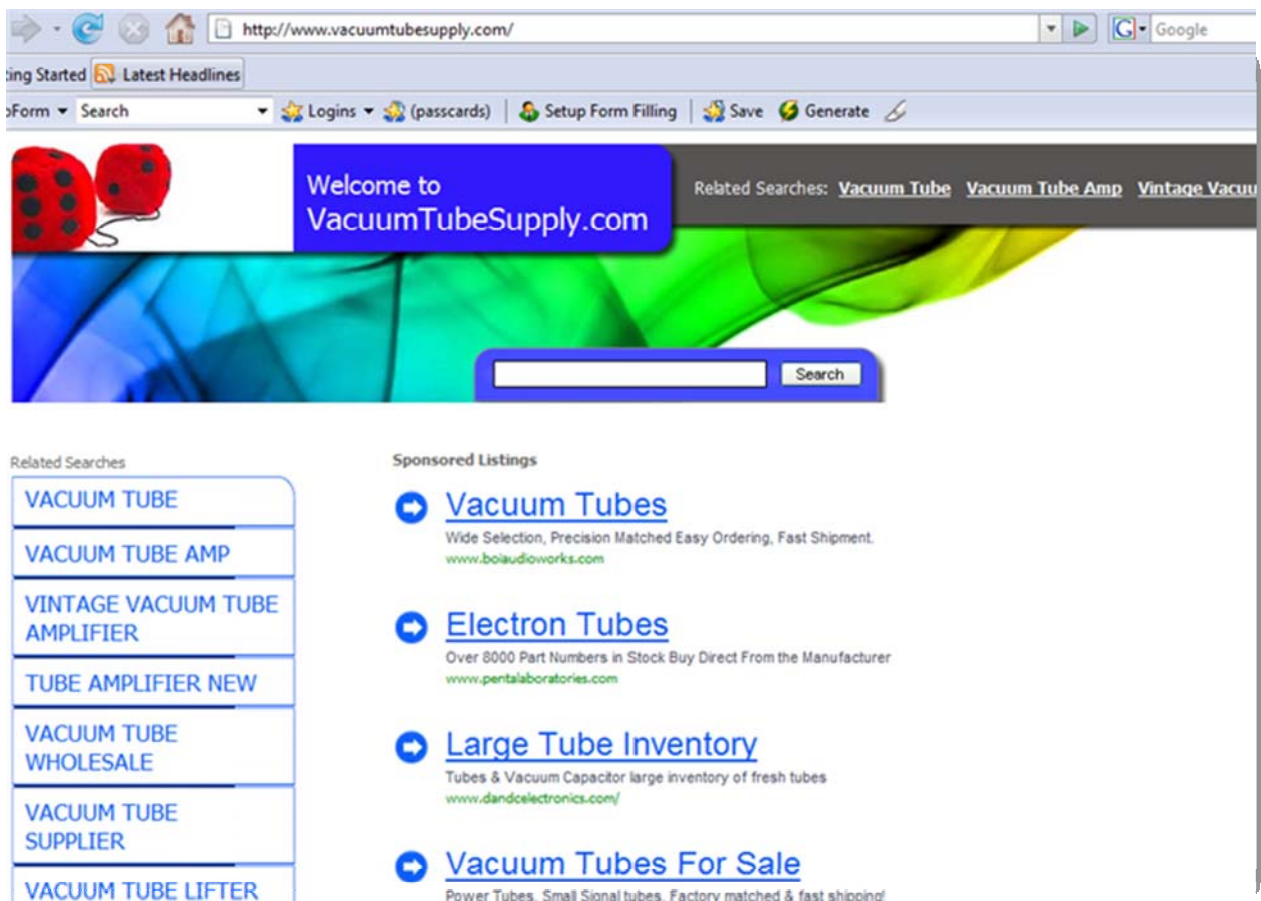 http://www.vacuumtubesupply.com/
Google
ing Started Latest Headlines
oForm Search Logins (passcards) Setup Form Filling Save Generate
Welcome to
VacuumTubeSupply.com
Related Searches: Vacuum Tube Vacuum Tube Amp Vintage Vacuu
Search
Related Searches
VACUUM TUBE
VACUUM TUBE AMP
VINTAGE VACUUM TUBE
AMPLIFIER
TUBE AMPLIFIER NEW
VACUUM TUBE
WHOLESALE
VACUUM TUBE
SUPPLIER
VACUUM TUBE LIFTER
Sponsored Listings
Vacuum Tubes
Wide Selection, Precision Matched Easy Ordering, Fast Shipment.
www.boiaudioworks.com
Electron Tubes
Over 8000 Part Numbers in Stock Buy Direct From the Manufacturer
www.pentalaboratories.com
Large Tube Inventory
Tubes & Vacuum Capacitor large inventory of fresh tubes
www.dandcelectronics.com/
Vacuum Tubes For Sale
Power Tubes, Small Signal tubes, Factory matched & fast shipping!